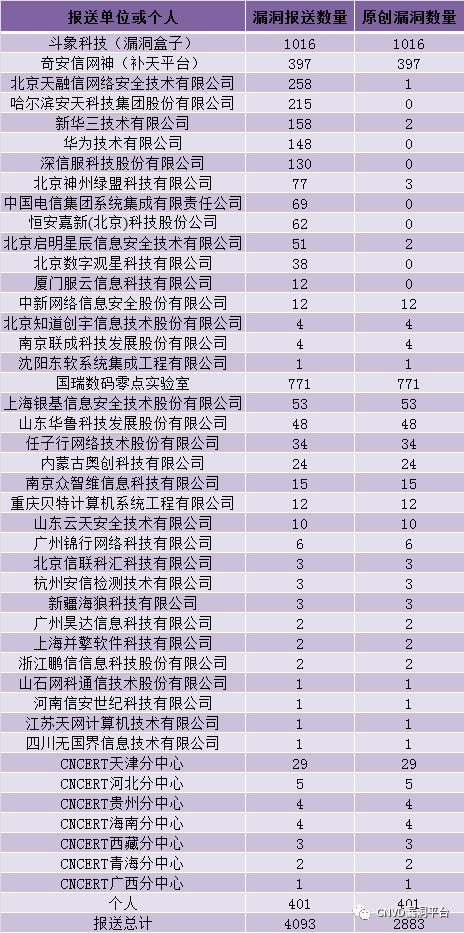 报送单位或个人 漏洞报送数量 原创漏洞数量
斗象科技（漏洞盒子） 1016 1016
奇安信网神（补天平台） 397 397
北京天融信网络安全技术有限公司 258 1
哈尔滨安天科技集团股份有限公司 215 0
新华三技术有限公司 158 2
华为技术有限公司 148 0
深信服科技股份有限公司 130 0
北京神州绿盟科技有限公司 77 3
中国电信集团系统集成有限责任公司 69 0
恒安嘉新(北京)科技股份公司 62 0
北京启明星辰信息安全技术有限公司 51 2
北京数字观星科技有限公司 38 0
厦门服云信息科技有限公司 12 0
中新网络信息安全股份有限公司 12 12
北京知道创宇信息技术股份有限公司 4 4
南京联成科技发展股份有限公司 4 4
沈阳东软系统集成工程有限公司 1 1
国瑞数码零点实验室 771 771
上海银基信息安全技术股份有限公司 53 53
山东华鲁科技发展股份有限公司 48 48
任子行网络技术股份有限公司 34 34
内蒙古奥创科技有限公司 24 24
南京众智维信息科技有限公司 15 15
重庆贝特计算机系统工程有限公司 12 12
山东云天安全技术有限公司 10 10
广州锦行网络科技有限公司 6 6
北京信联科汇科技有限公司 3 3
杭州安信检测技术有限公司 3 3
新疆海狼科技有限公司 3 3
广州昊达信息科技有限公司 2 2
上海并擎软件科技有限公司 2 2
浙江鹏信信息科技股份有限公司 2 2
山石网科通信技术股份有限公司 1 1
河南信安世纪科技有限公司 1 1
江苏天网计算机技术有限公司 1 1
四川无国界信息技术有限公司 1 1
CNCERT天津分中心 29 29
CNCERT河北分中心 5 5
CNCERT贵州分中心 4 4
CNCERT海南分中心 4 4
CNCERT西藏分中心 3 3
CNCERT青海分中心 2 2
CNCERT广西分中心 1 1
个人 401 401
报送总计 4093 2883
CNVD漏洞平台